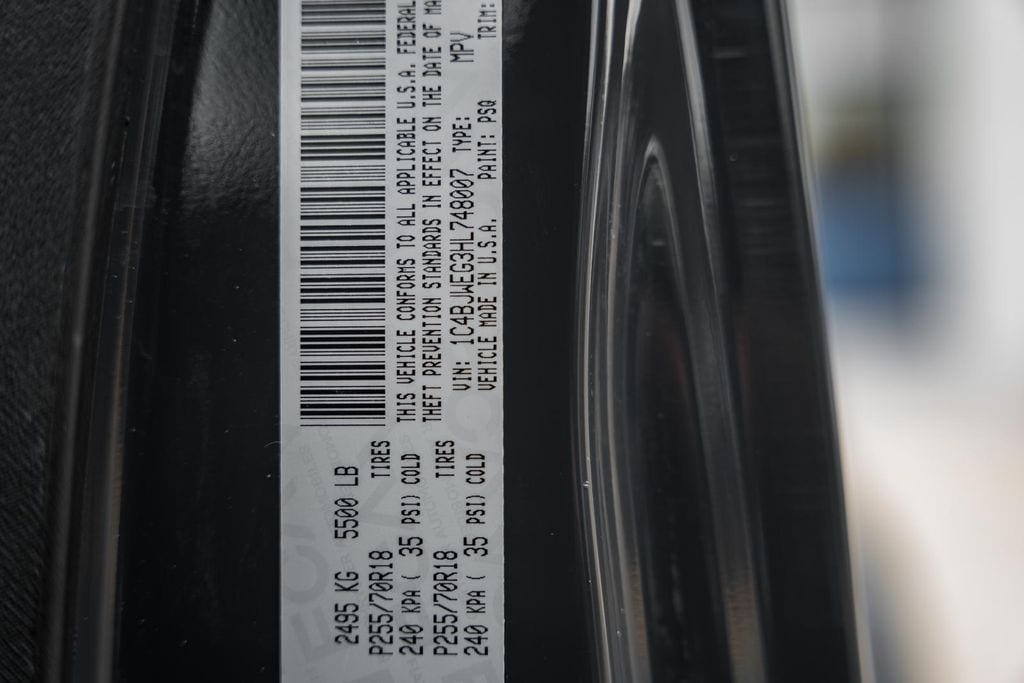 2495 KG 5500 LB
P255/70R18 TIRES
240 KPA ( 35 PSI) COLD
P255/70R18 TIRES
240 KPA ( 35 PSI) COLD
THIS VEHICLE CONFORMS TO ALL APPLICABLE U.S.A. FEDERAL
THEFT PREVENTION STANDARDS IN EFFECT ON THE DATE OF MA
VIN: 1C4BJWEG3HL748007 TYPE: MPV
VEHICLE MADE IN U.S.A. PAINT: PSQ TRIM: